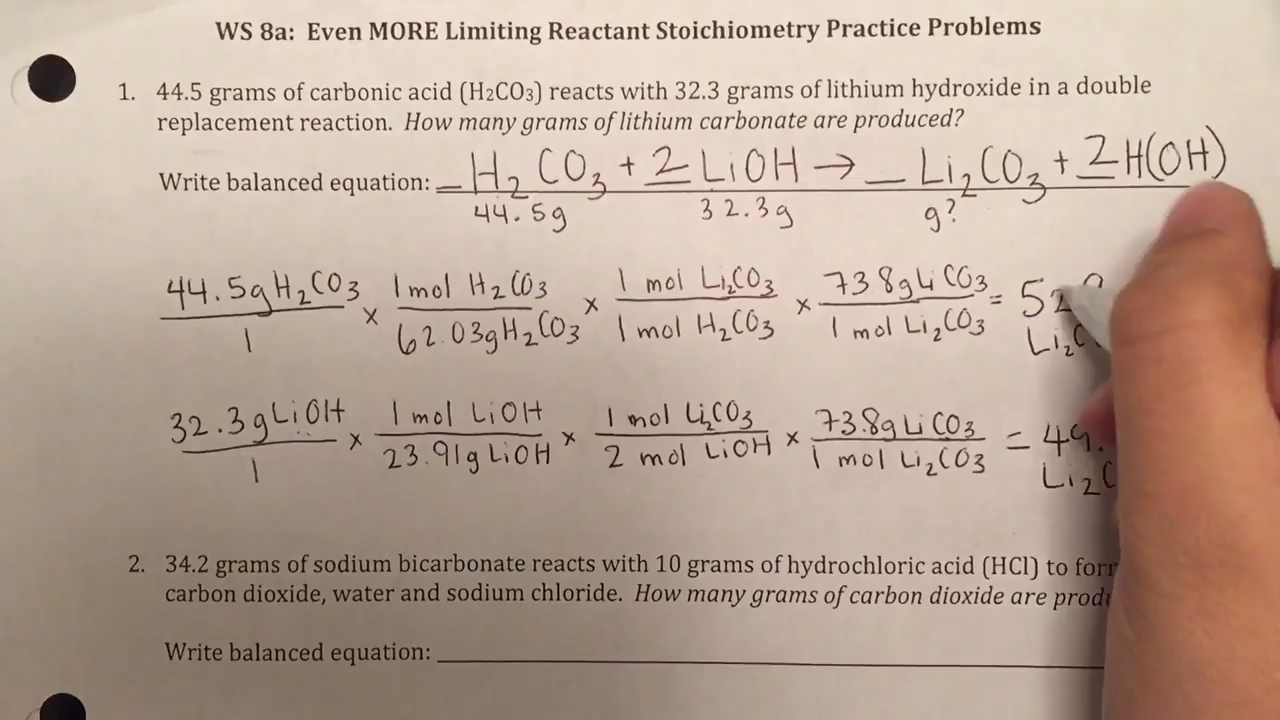 WS 8a: Even MORE Limiting Reactant Stoichiometry Practice Problems
1. 44.5 grams of carbonic acid (H2CO3) reacts with 32.3 grams of lithium hydroxide in a double
replacement reaction. How many grams of lithium carbonate are produced?
Write balanced equation: _ H₂CO₃ + 2 LiOH → _ Li₂CO₃ + 2 H(OH)
44.5g 32.3g g?
44.5g H₂CO₃ 1 mol H₂CO₃ 1 mol Li₂CO₃ 73.8g Li CO₃
x x x =
1 62.03g H₂CO₃ 1 mol H₂CO₃ 1 mol Li₂CO₃
32.3g LiOH 1 mol LiOH 1 mol Li₂CO₃ 73.8g Li CO₃
x x x = 49.
1 23.91g LiOH 2 mol LiOH 1 mol Li₂CO₃
2. 34.2 grams of sodium bicarbonate reacts with 10 grams of hydrochloric acid (HCl) to
carbon dioxide, water and sodium chloride. How many grams of carbon dioxide are
Write balanced equation: